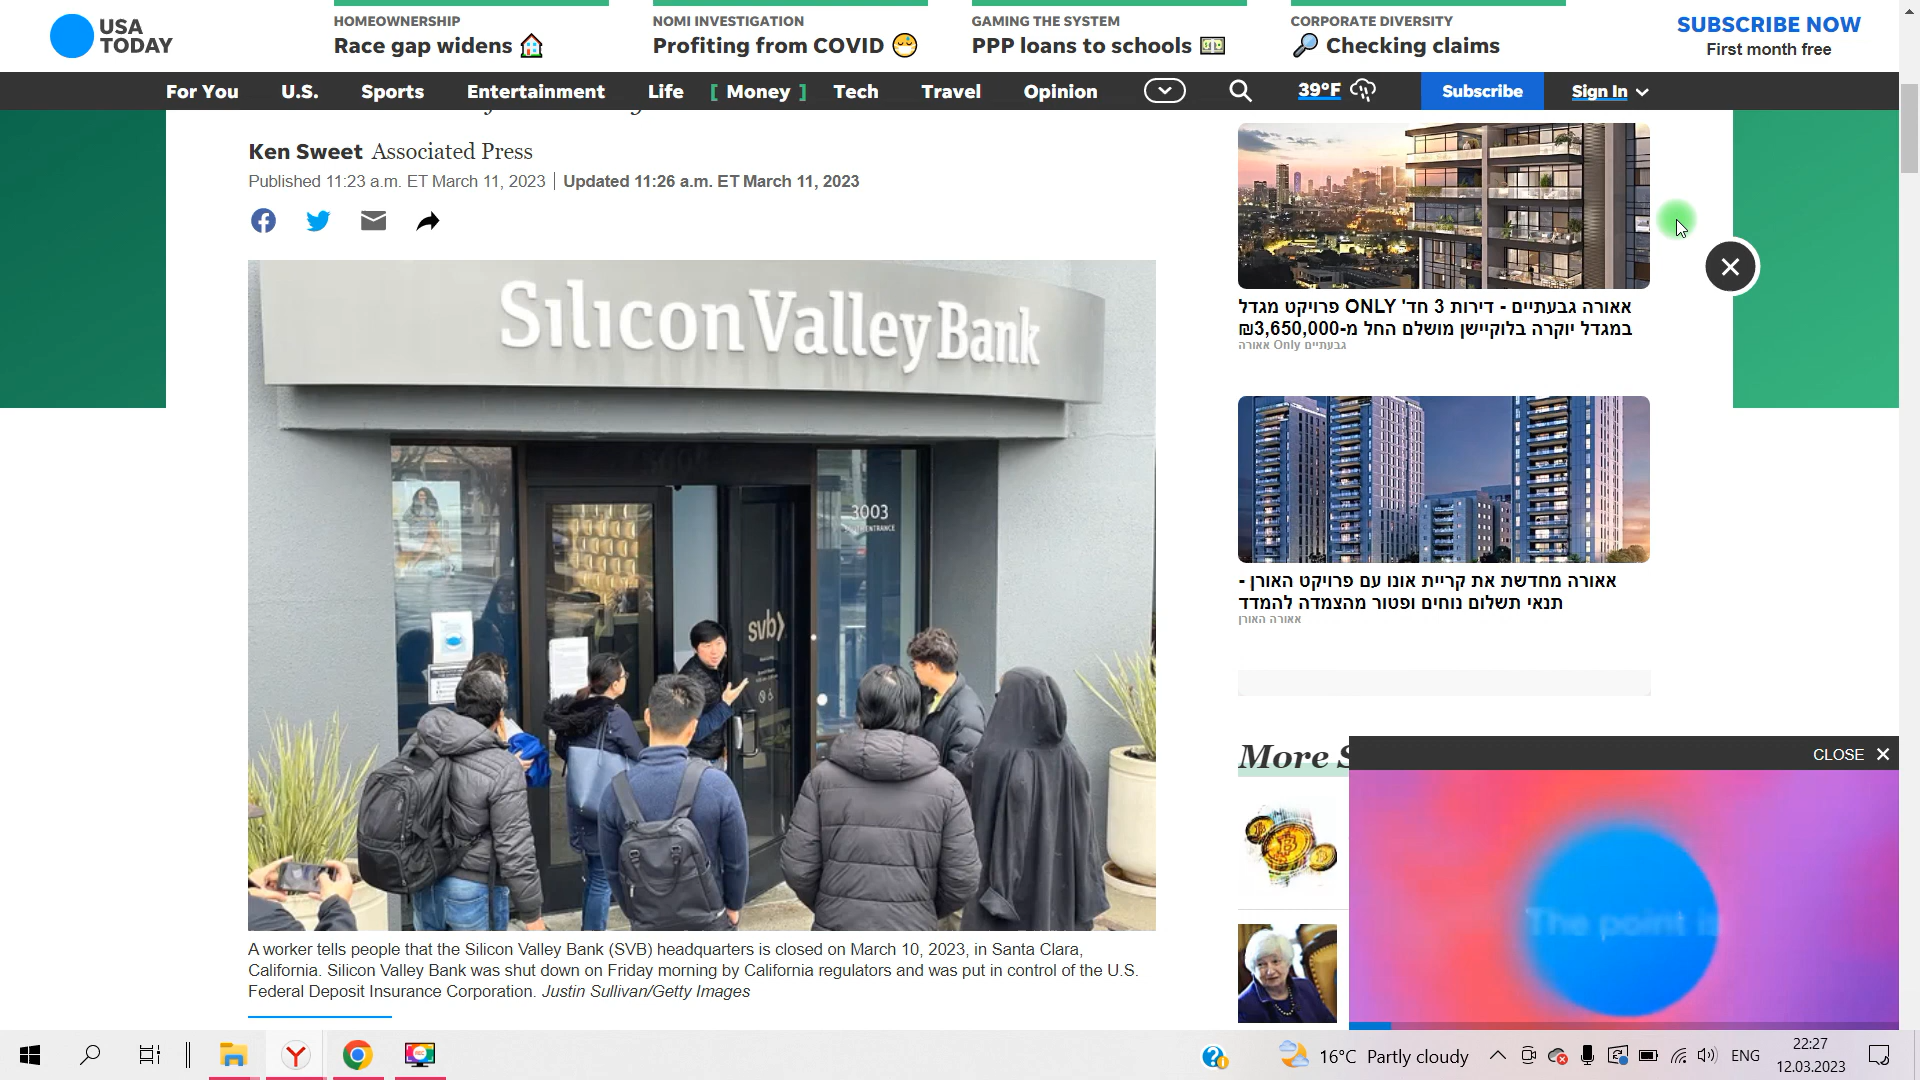 USA
TODAY
HOMEOWNERSHIP
Race gap widens
NOMI INVESTIGATION
Profiting from COVID
GAMING THE SYSTEM
PPP loans to schools
CORPORATE DIVERSITY
Checking claims
SUBSCRIBE NOW
First month free
For You U.S. Sports Entertainment Life [ Money ] Tech Travel Opinion 39°F Subscribe Sign In
Ken Sweet Associated Press
Published 11:23 a.m. ET March 11, 2023 | Updated 11:26 a.m. ET March 11, 2023
Silicon Valley Bank
3003
ENTRANCE
svb
A worker tells people that the Silicon Valley Bank (SVB) headquarters is closed on March 10, 2023, in Santa Clara,
California. Silicon Valley Bank was shut down on Friday morning by California regulators and was put in control of the U.S.
Federal Deposit Insurance Corporation. Justin Sullivan/Getty Images
אאורה גבעתיים - דירות 3 חד' ONLY פרויקט מגדל
במגדל יוקרה בלוקיישן מושלם החל מ-3,650,000₪
אאורה Only גבעתיים
אאורה מחדשת את קריית אונו עם פרויקט האורן -
תנאי תשלום נוחים ופטור מהצמדה להמדד
אאורה האורן
More S
CLOSE
The point is
16°C Partly cloudy
ENG
22:27
12.03.2023